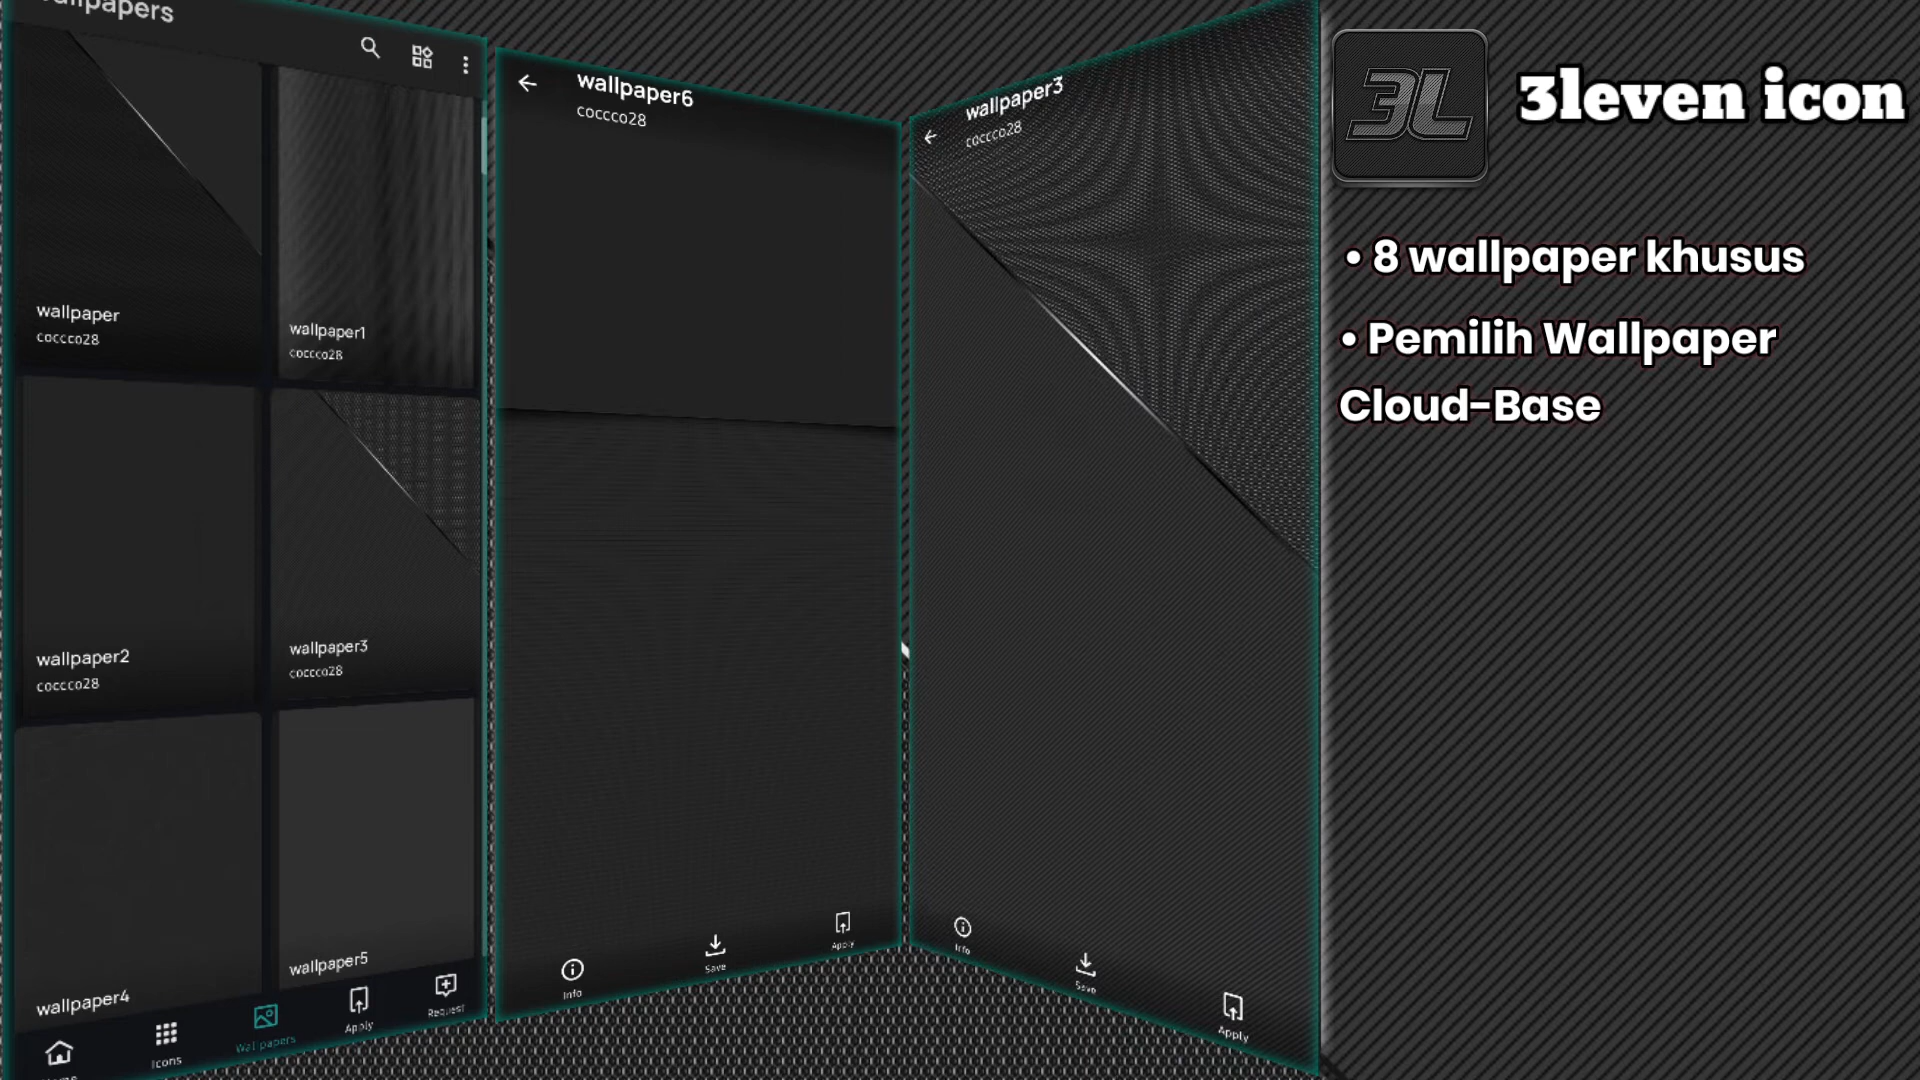 wallpaper
coccco28
wallpaper1
coccco28
wallpaper2
coccco28
wallpaper3
coccco28
wallpaper4
wallpaper5
Icons
Wallpapers
Apply
Request
wallpaper6
coccco28
Info
Save
Apply
wallpaper3
coccco28
Info
Save
Apply
3L
3leven icon
• 8 wallpaper khusus
• Pemilih Wallpaper
Cloud-Base